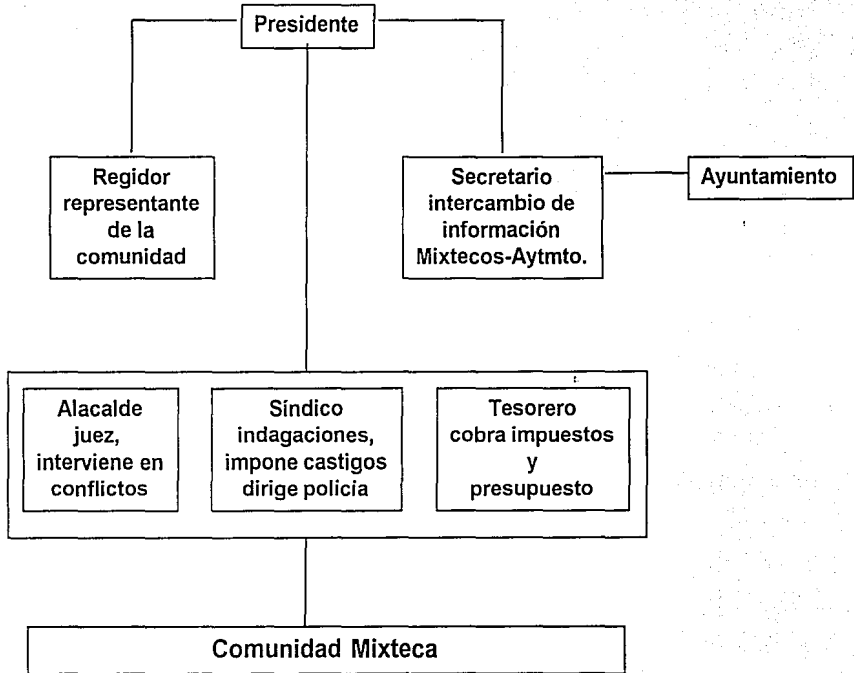 Presidente
Regidor
representante
de la
comunidad
Secretario
intercambio de
información
Mixtecos-Aytmto.
Ayuntamiento
Alacalde
juez,
interviene en
conflictos
Síndico
indagaciones,
impone castigos
dirige policía
Tesorero
cobra impuestos
y
presupuesto
Comunidad Mixteca